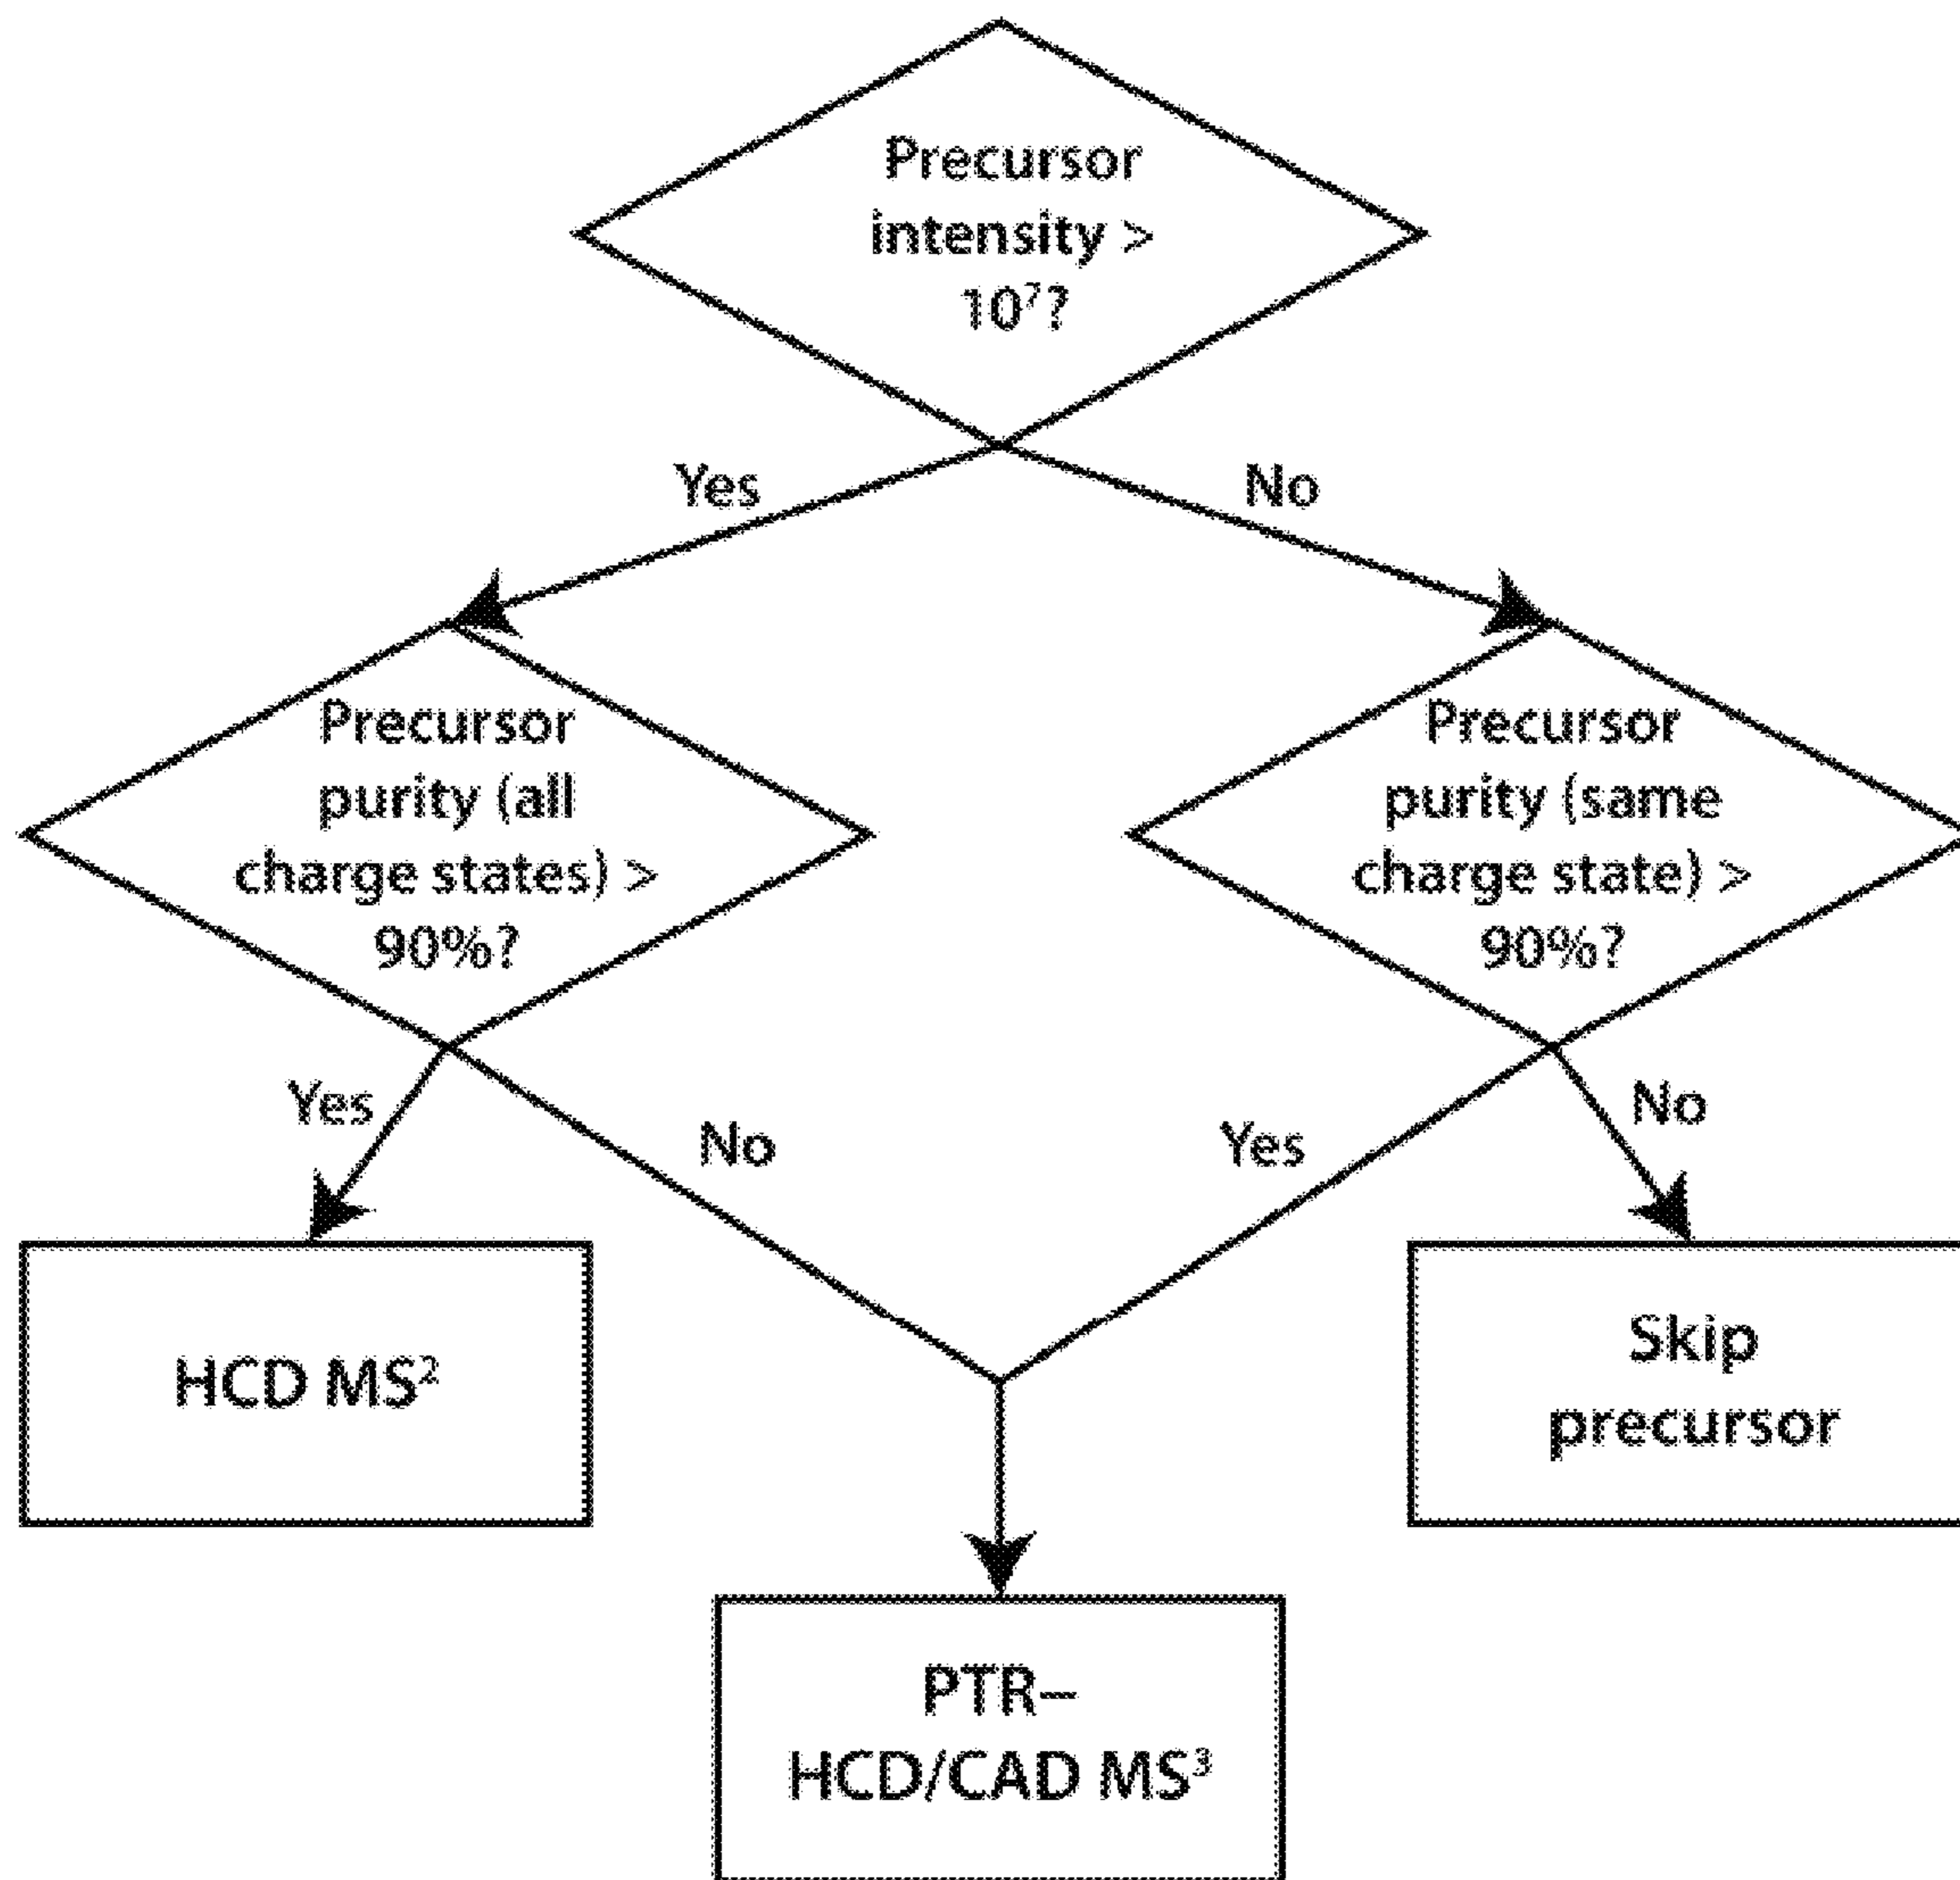 Precursor
intensity >
10⁷?
Yes
No
Precursor
purity (all
charge states) >
90%?
Precursor
purity (same
charge state) >
90%?
Yes
No
Yes
No
HCD MS²
Skip
precursor
PTR–
HCD/CAD MS³